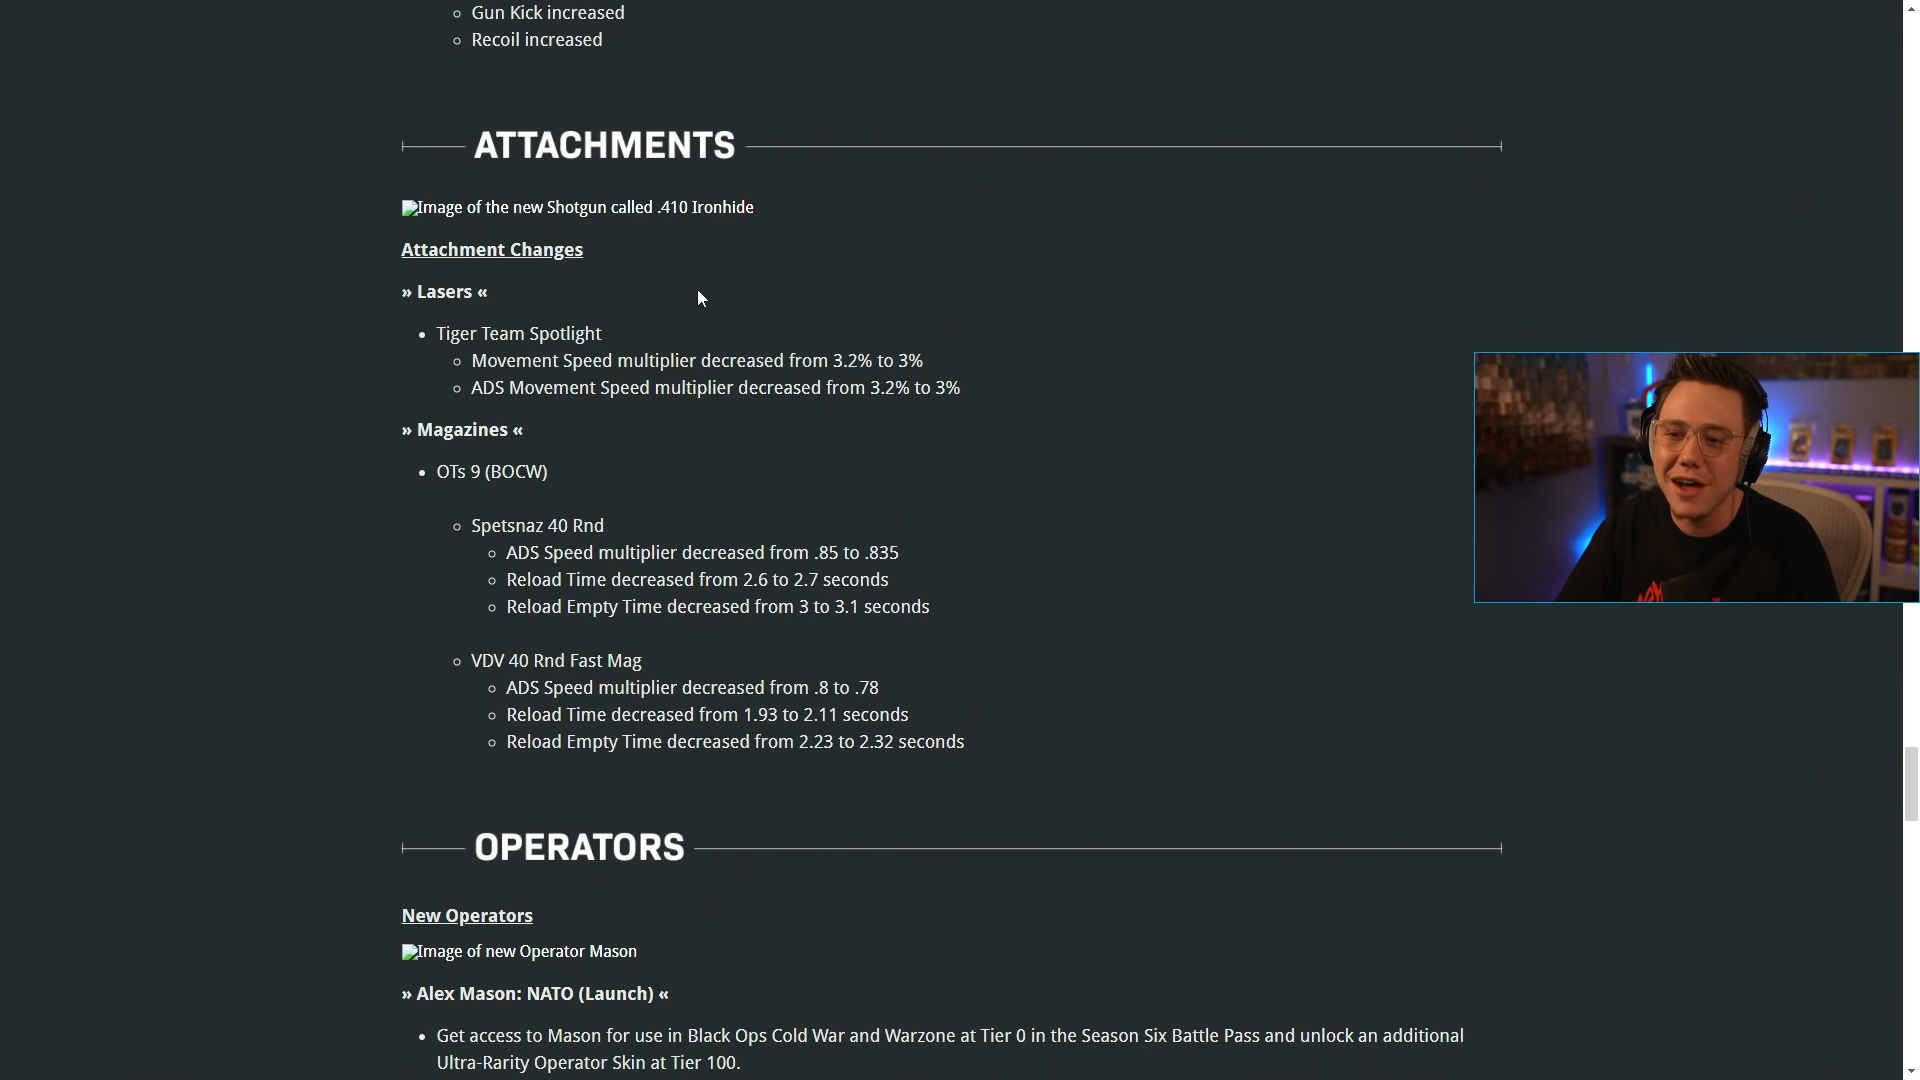 Gun Kick increased
Recoil increased
ATTACHMENTS
Image of the new Shotgun called .410 Ironhide
Attachment Changes
» Lasers «
Tiger Team Spotlight
Movement Speed multiplier decreased from 3.2% to 3%
ADS Movement Speed multiplier decreased from 3.2% to 3%
» Magazines «
OTs 9 (BOCW)
Spetsnaz 40 Rnd
ADS Speed multiplier decreased from .85 to .835
Reload Time decreased from 2.6 to 2.7 seconds
Reload Empty Time decreased from 3 to 3.1 seconds
VDV 40 Rnd Fast Mag
ADS Speed multiplier decreased from .8 to .78
Reload Time decreased from 1.93 to 2.11 seconds
Reload Empty Time decreased from 2.23 to 2.32 seconds
OPERATORS
New Operators
Image of new Operator Mason
» Alex Mason: NATO (Launch) «
Get access to Mason for use in Black Ops Cold War and Warzone at Tier 0 in the Season Six Battle Pass and unlock an additional
Ultra-Rarity Operator Skin at Tier 100.